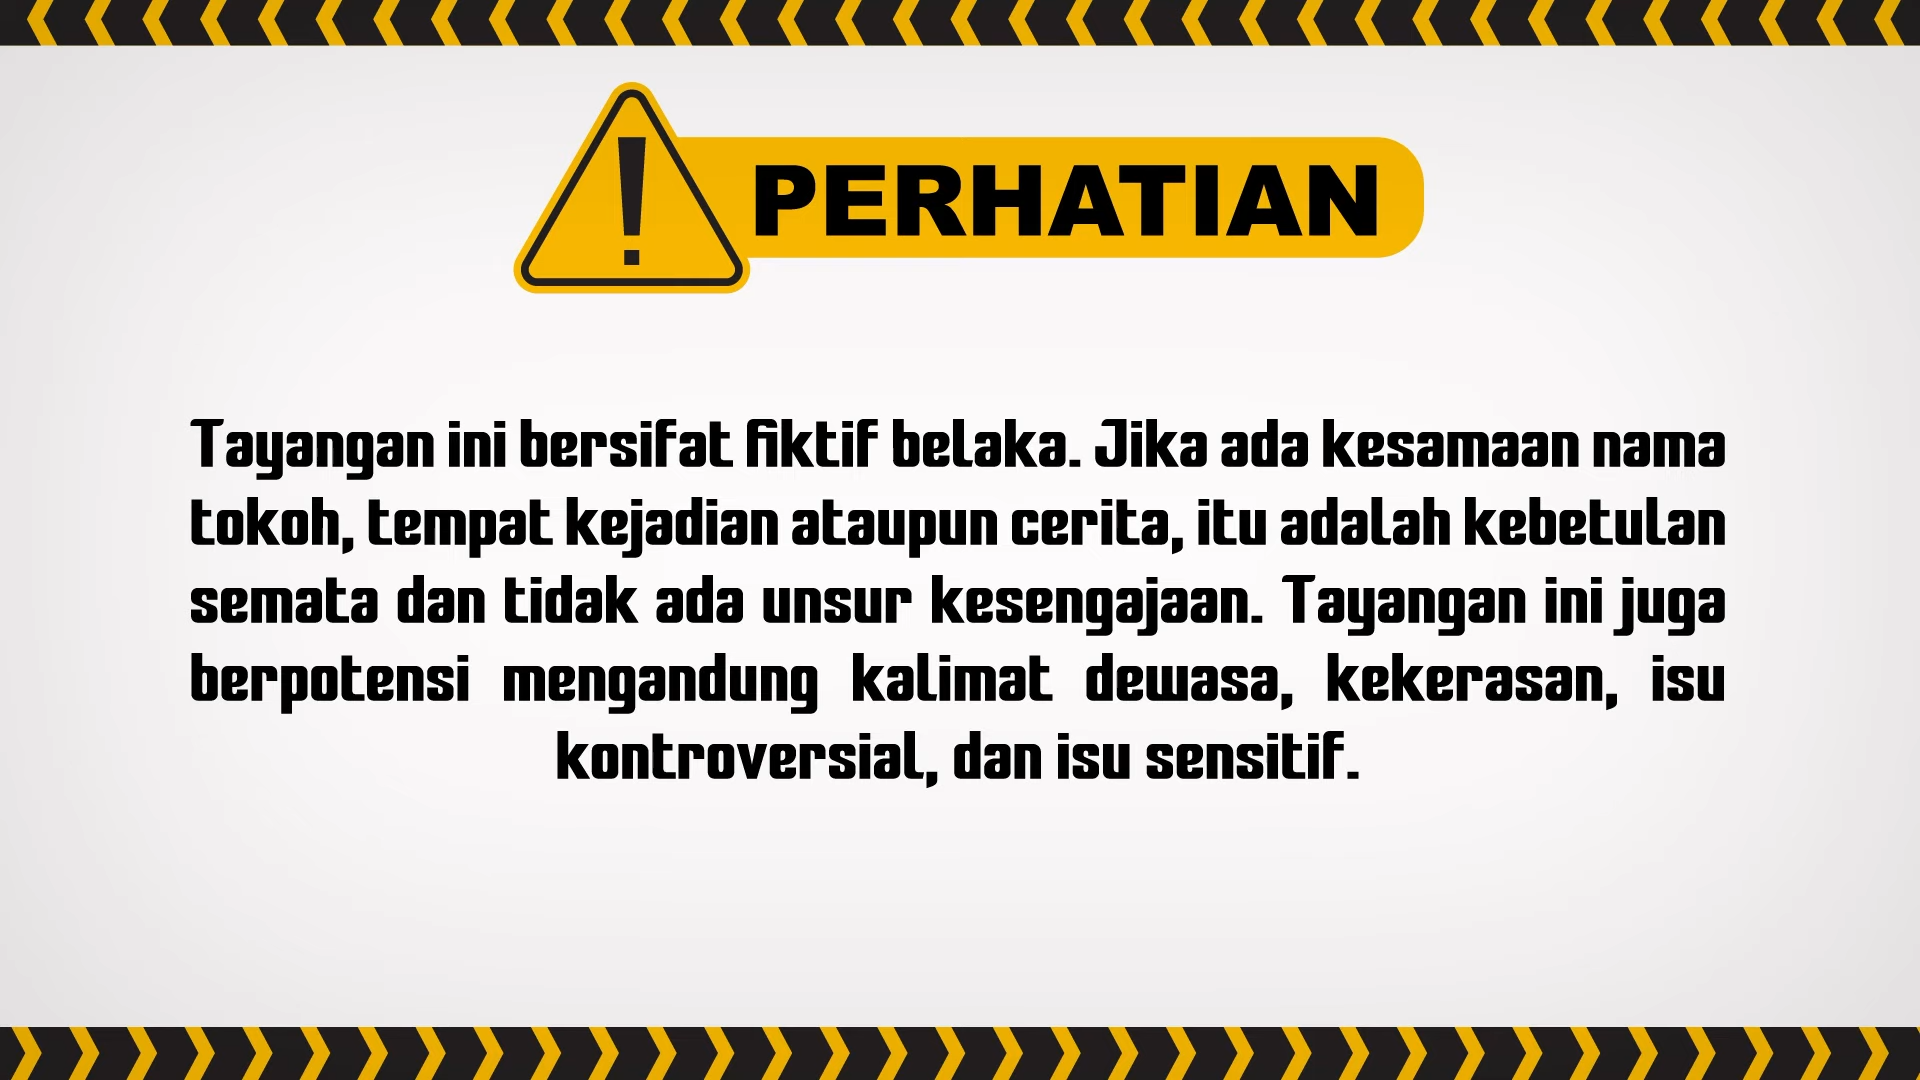 PERHATIAN
Tayangan ini bersifat fiktif belaka. Jika ada kesamaan nama
tokoh, tempat kejadian ataupun cerita, itu adalah kebetulan
semata dan tidak ada unsur kesengajaan. Tayangan ini juga
berpotensi mengandung kalimat dewasa, kekerasan, isu
kontroversial, dan isu sensitif.